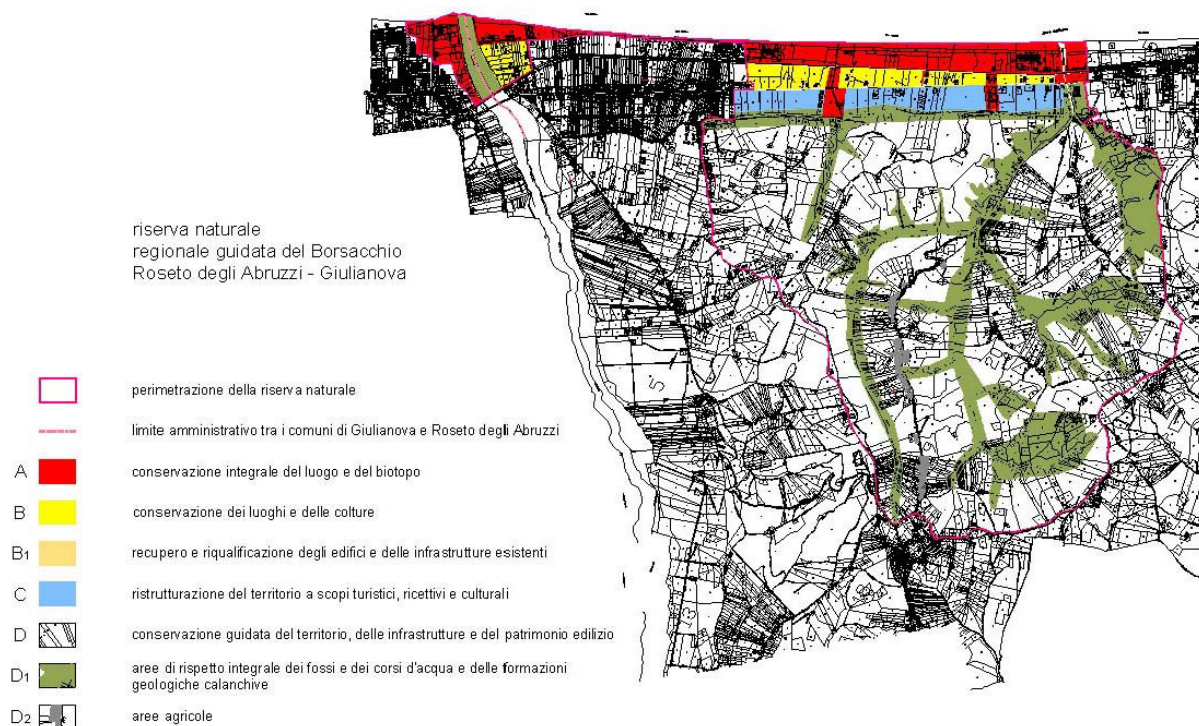 riserva naturale
regionale guidata del Borsacchio
Roseto degli Abruzzi - Giulianova
perimetrazione della riserva naturale
limite amministrativo tra i comuni di Giulianova e Roseto degli Abruzzi
A conservazione integrale del luogo e del biotopo
B conservazione dei luoghi e delle colture
B1 recupero e riqualificazione degli edifici e delle infrastrutture esistenti
C ristrutturazione del territorio a scopi turistici, ricettivi e culturali
D conservazione guidata del territorio, delle infrastrutture e del patrimonio edilizio
D1 aree di rispetto integrale dei fossi e dei corsi d'acqua e delle formazioni
geologiche calanchive
D2 aree agricole